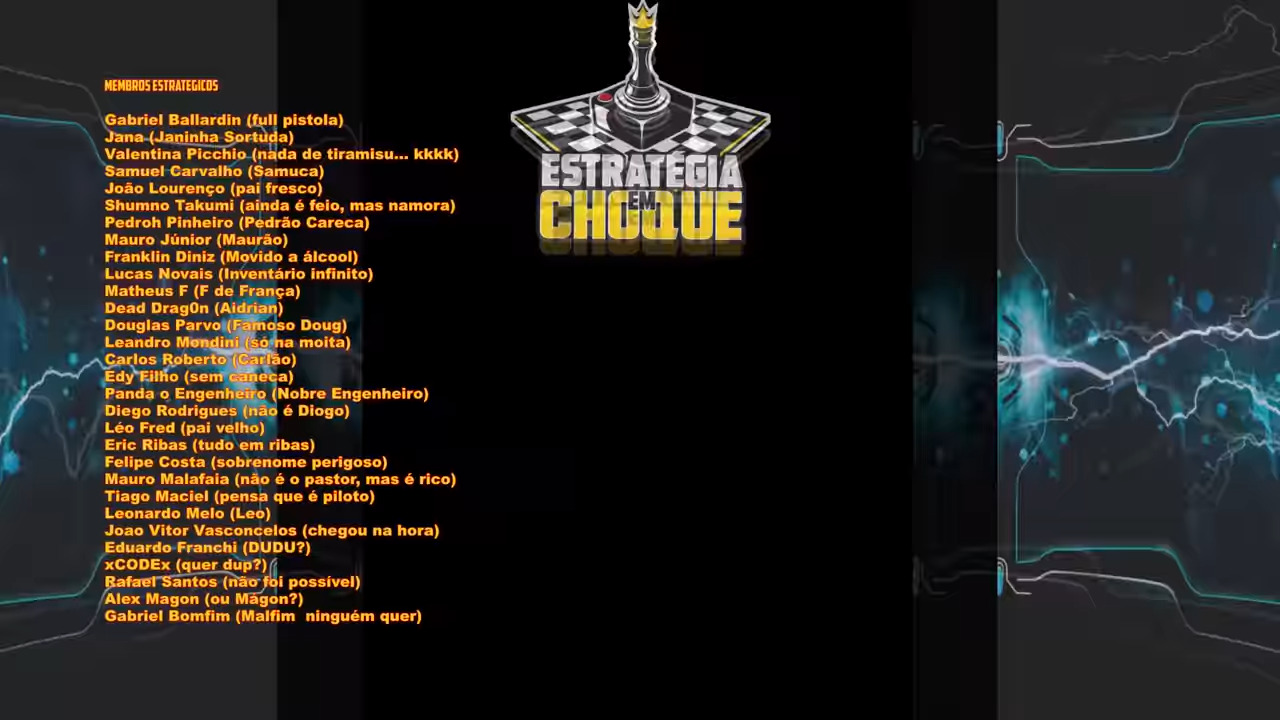 MEMBROS ESTRATEGICOS
Gabriel Ballardin (full pistola)
Jana (Janinha Sortuda)
Valentina Picchio (nada de tiramisu... kkkk)
Samuel Carvalho (Samuca)
João Lourenço (pai fresco)
Shumno Takumi (ainda é feio, mas namora)
Pedroh Pinheiro (Pedrão Careca)
Mauro Júnior (Maurão)
Franklin Diniz (Movido a álcool)
Lucas Novais (Inventário infinito)
Matheus F (F de França)
Dead Drag0n (Aidrian)
Douglas Parvo (Famoso Doug)
Leandro Mondini (só na moita)
Carlos Roberto (Carlão)
Edy Filho (sem caneca)
Panda o Engenheiro (Nobre Engenheiro)
Diego Rodrigues (não é Diogo)
Léo Fred (pai velho)
Eric Ribas (tudo em ribas)
Felipe Costa (sobrenome perigoso)
Mauro Malafaia (não é o pastor, mas é rico)
Tiago Maciel (pensa que é piloto)
Leonardo Melo (Leo)
Joao Vitor Vasconcelos (chegou na hora)
Eduardo Franchi (DUDU?)
xCODEx (quer dup?)
Rafael Santos (não foi possível)
Alex Magon (ou Mágon?)
Gabriel Bomfim (Malfim  ninguém quer)
ESTRATÉGIA
EM
CHOQUE